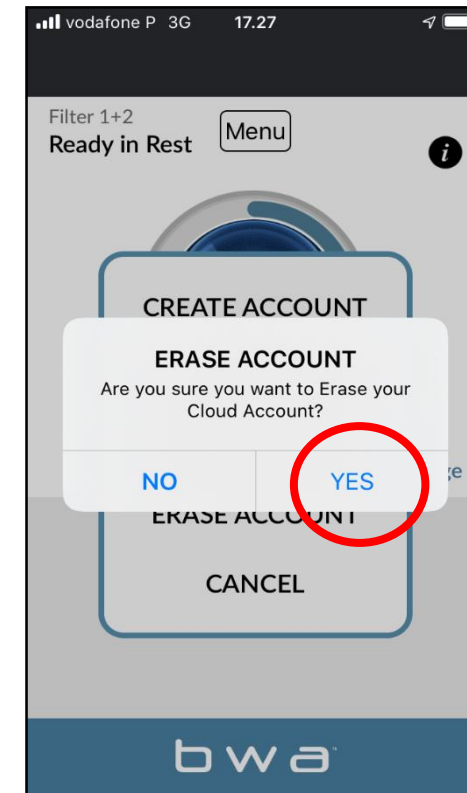 vodafone P 3G 17.27
Filter 1+2
Ready in Rest
Menu
i
CREATE ACCOUNT
ERASE ACCOUNT
Are you sure you want to Erase your
Cloud Account?
NO YES
ge
ERASE ACCOUNT
CANCEL
bwa